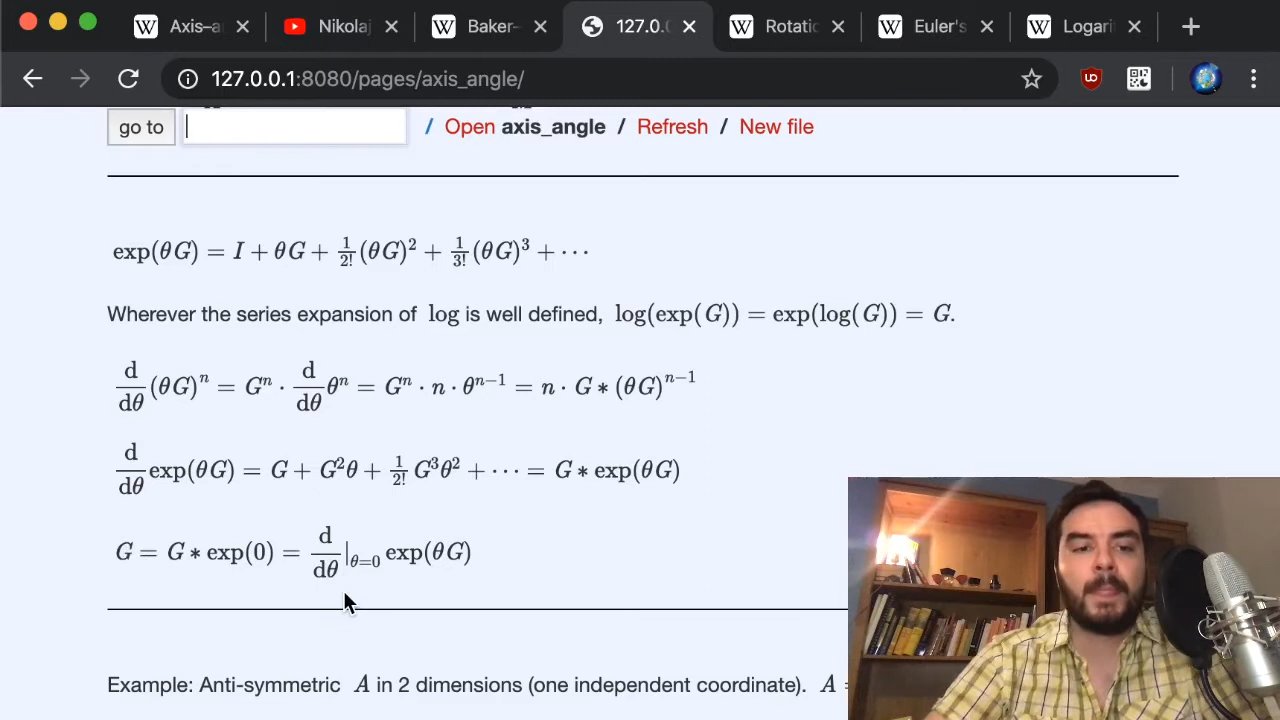 Axis–a Nikolaj Baker– 127.0.0 Rotatio Euler's Logarit
127.0.0.1:8080/pages/axis_angle/
go to / Open axis_angle / Refresh / New file
exp(θG) = I + θG + 1/2! (θG)² + 1/3! (θG)³ + ⋯
Wherever the series expansion of log is well defined, log(exp(G)) = exp(log(G)) = G.
d/dθ (θG)ⁿ = Gⁿ · d/dθ θⁿ = Gⁿ · n · θⁿ⁻¹ = n · G * (θG)ⁿ⁻¹
d/dθ exp(θG) = G + G²θ + 1/2! G³θ² + ⋯ = G * exp(θG)
G = G * exp(0) = d/dθ |θ=0 exp(θG)
Example: Anti-symmetric A in 2 dimensions (one independent coordinate). A =